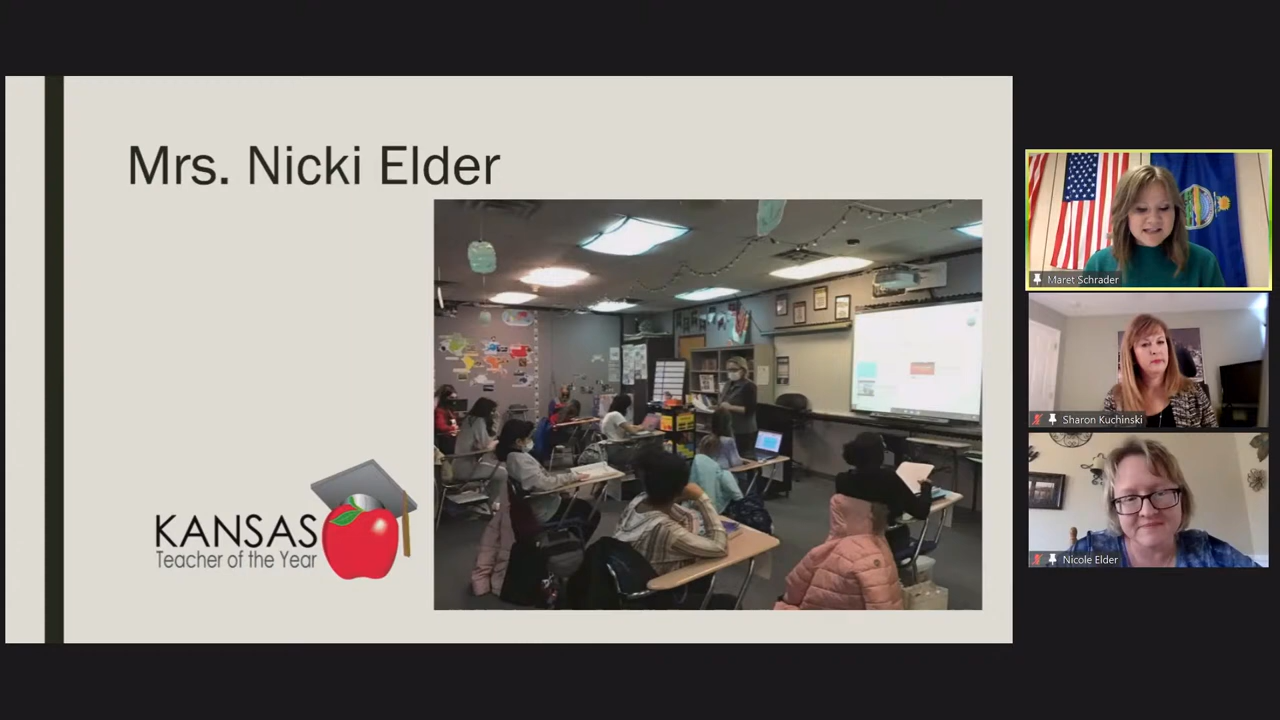 Mrs. Nicki Elder
KANSAS
Teacher of the Year
Maret Schrader
Sharon Kuchinski
Nicole Elder